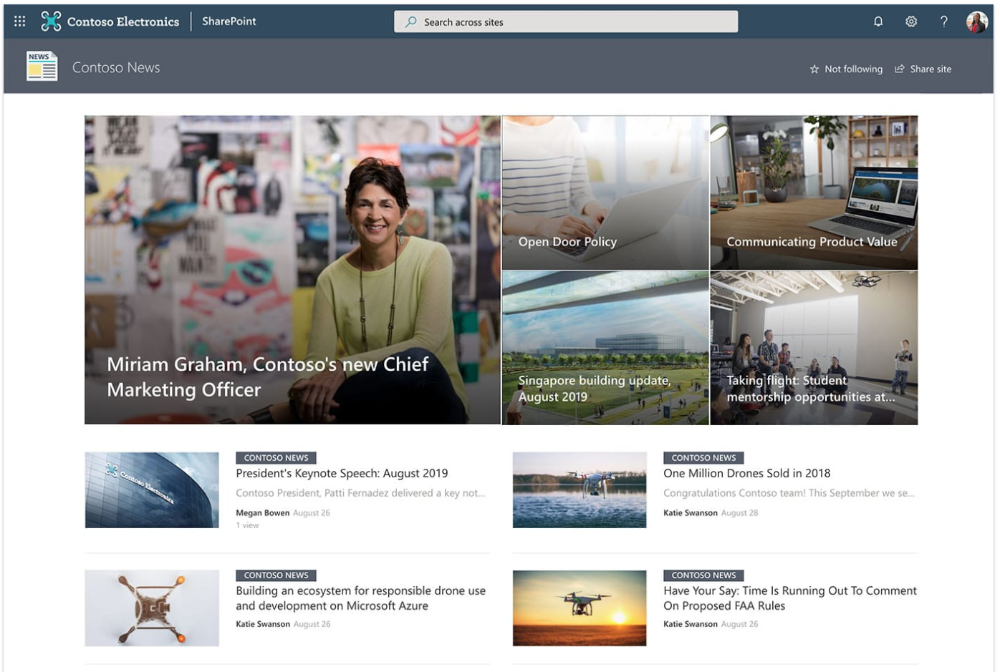 Contoso Electronics
SharePoint
Search across sites
NEWS
Contoso News
Not following
Share site
Miriam Graham, Contoso's new Chief
Marketing Officer
Open Door Policy
Communicating Product Value
Singapore building update,
August 2019
Taking flight: Student
mentorship opportunities at...
Contoso Electronics
CONTOSO NEWS
President's Keynote Speech: August 2019
Contoso President, Patti Fernadez delivered a key not...
Megan Bowen August 26
1 view
CONTOSO NEWS
One Million Drones Sold in 2018
Congratulations Contoso team! This September we se...
Katie Swanson August 28
CONTOSO NEWS
Building an ecosystem for responsible drone use
and development on Microsoft Azure
Katie Swanson August 26
CONTOSO NEWS
Have Your Say: Time Is Running Out To Comment
On Proposed FAA Rules
Katie Swanson August 26